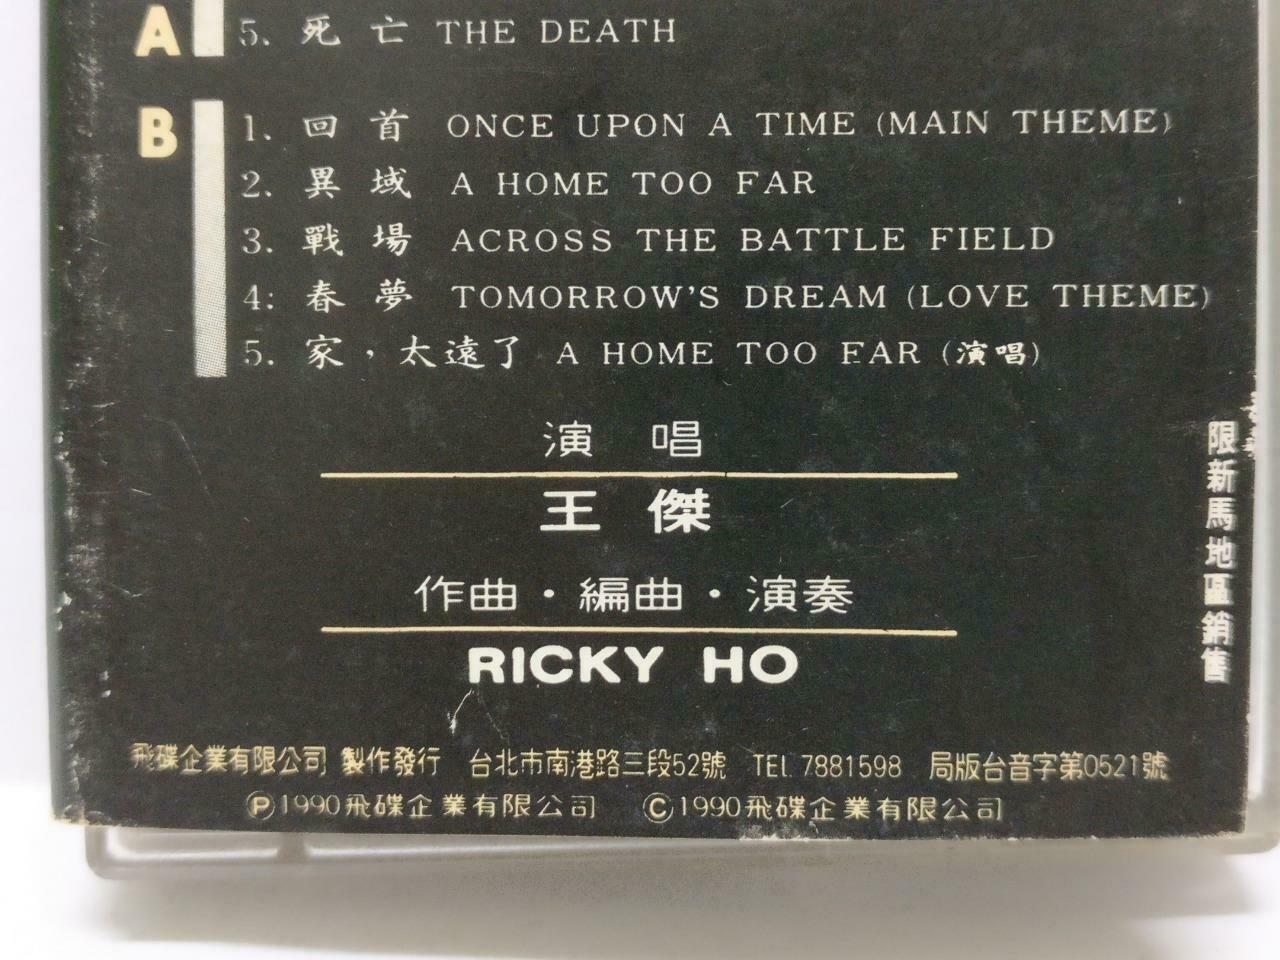 A
5. 死亡 THE DEATH
B
1. 回首 ONCE UPON A TIME (MAIN THEME)
2. 異域 A HOME TOO FAR
3. 戰場 ACROSS THE BATTLE FIELD
4: 春夢 TOMORROW'S DREAM (LOVE THEME)
5. 家，太遠了 A HOME TOO FAR (演唱)
演唱
王傑
作曲・編曲・演奏
RICKY HO
限新馬地區銷售
飛碟企業有限公司 製作發行 台北市南港路三段52號 TEL 7881598 局版台音字第0521號
Ⓟ1990飛碟企業有限公司 ©1990飛碟企業有限公司